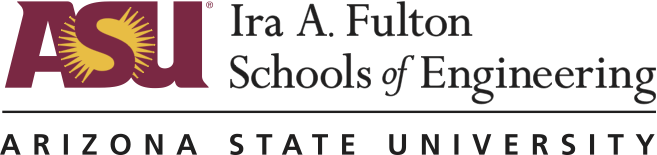 ASU® Ira A. Fulton
Schools of Engineering
ARIZONA STATE UNIVERSITY